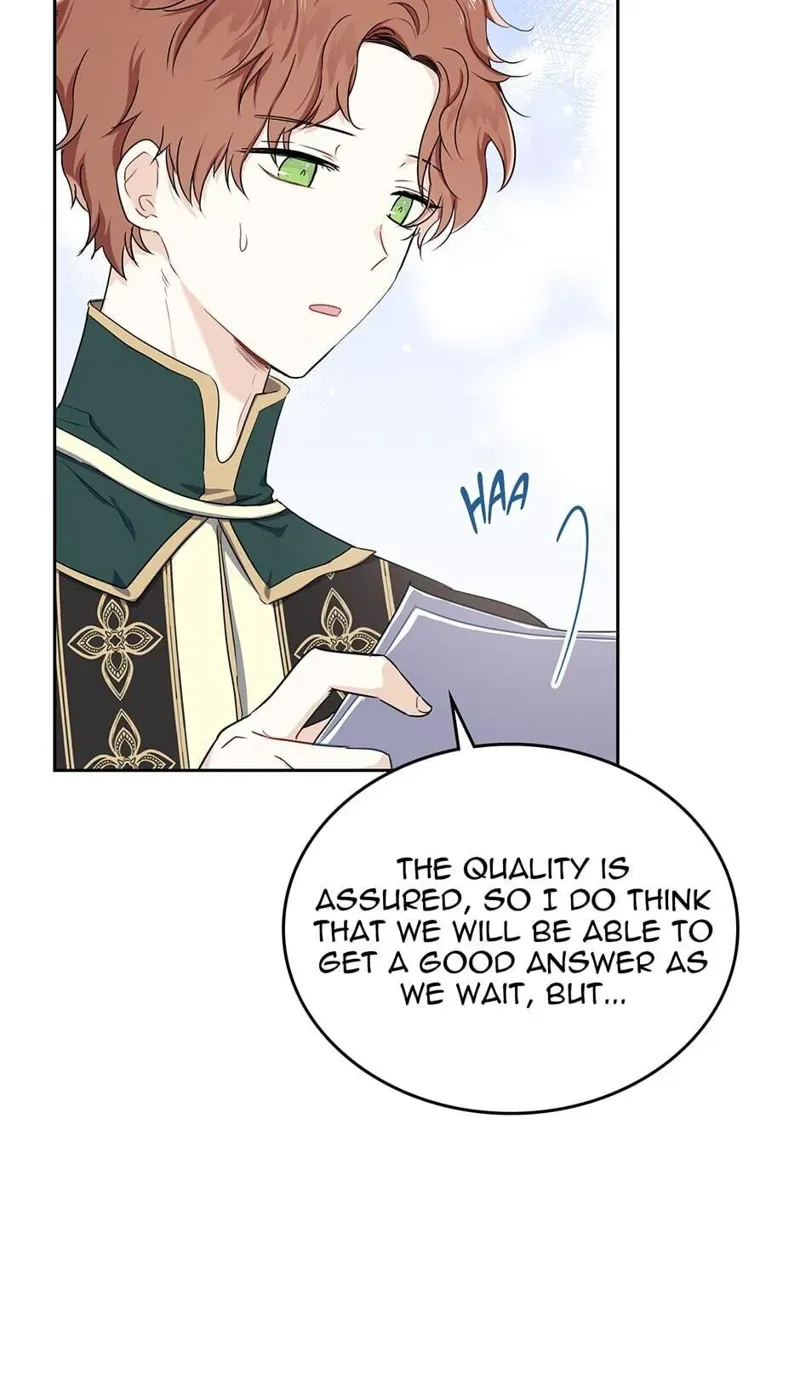 HAA
THE QUALITY IS
ASSURED, SO I DO THINK
THAT WE WILL BE ABLE TO
GET A GOOD ANSWER AS
WE WAIT, BUT...